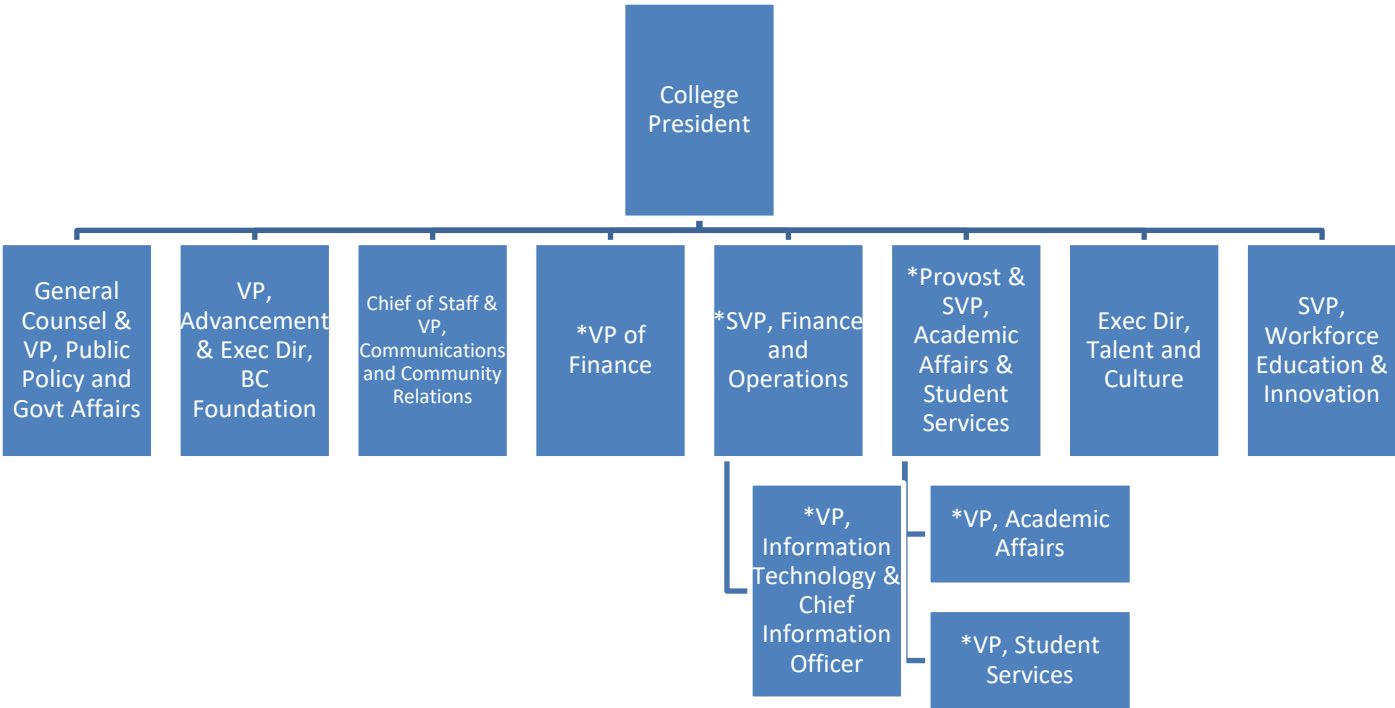 College
President
General
Counsel &
VP, Public
Policy and
Govt Affairs
VP,
Advancement
& Exec Dir,
BC
Foundation
Chief of Staff &
VP,
Communications
and Community
Relations
*VP of
Finance
*SVP, Finance
and
Operations
*Provost &
SVP,
Academic
Affairs &
Student
Services
Exec Dir,
Talent and
Culture
SVP,
Workforce
Education &
Innovation
*VP,
Information
Technology &
Chief
Information
Officer
*VP, Academic
Affairs
*VP, Student
Services